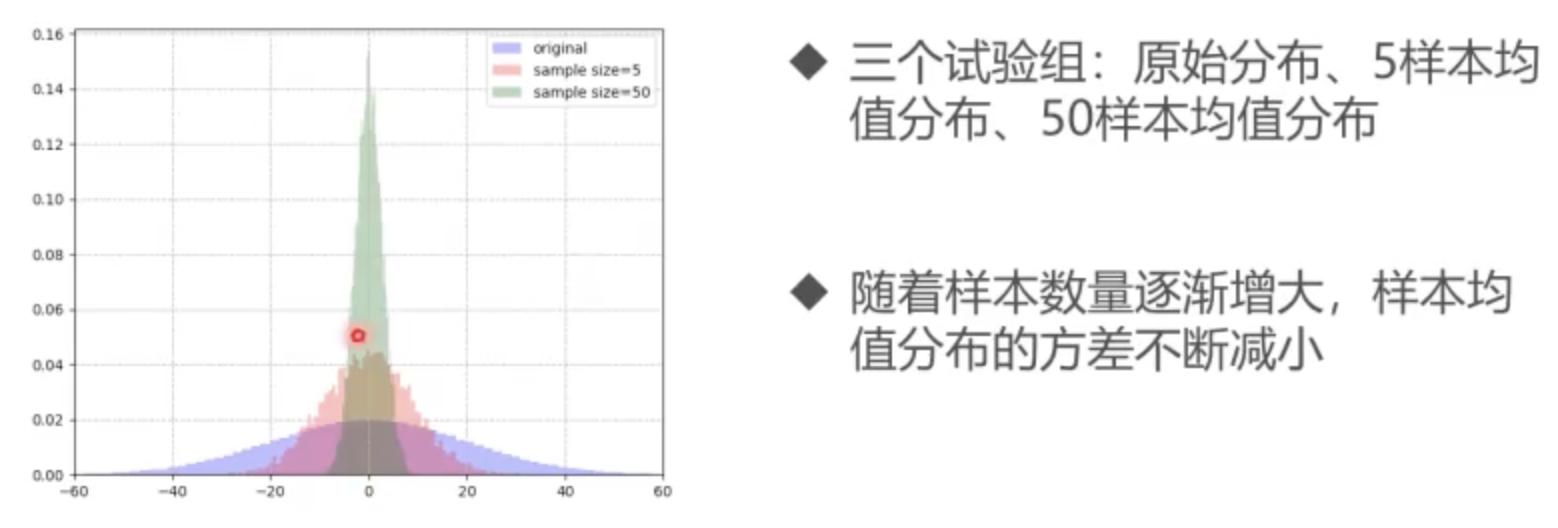 0.16
0.14
0.12
0.10
0.08
0.06
0.04
0.02
0.00
−60
−40
−20
0
20
40
60
original
sample size=5
sample size=50
◆ 三个试验组：原始分布、5样本均
值分布、50样本均值分布
◆ 随着样本数量逐渐增大，样本均
值分布的方差不断减小